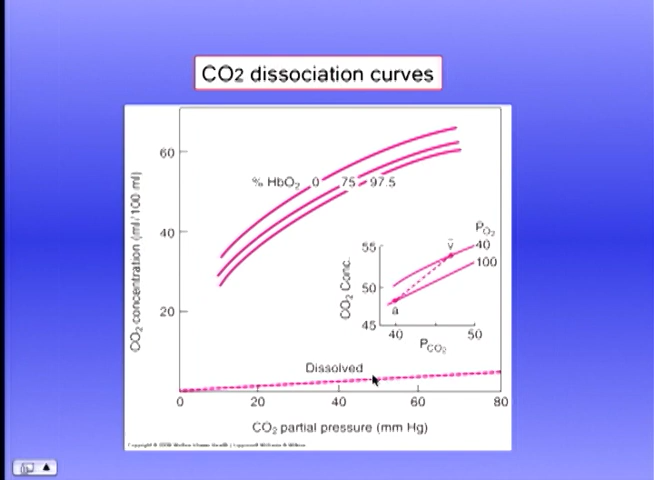 CO2 dissociation curves
CO2 concentration (ml/100 ml)
60
40
20
% HbO2 0 75 97.5
CO2 Conc.
55
50
45
PO2
40
100
v
a
40 50
PCO2
Dissolved
0 20 40 60 80
CO2 partial pressure (mm Hg)